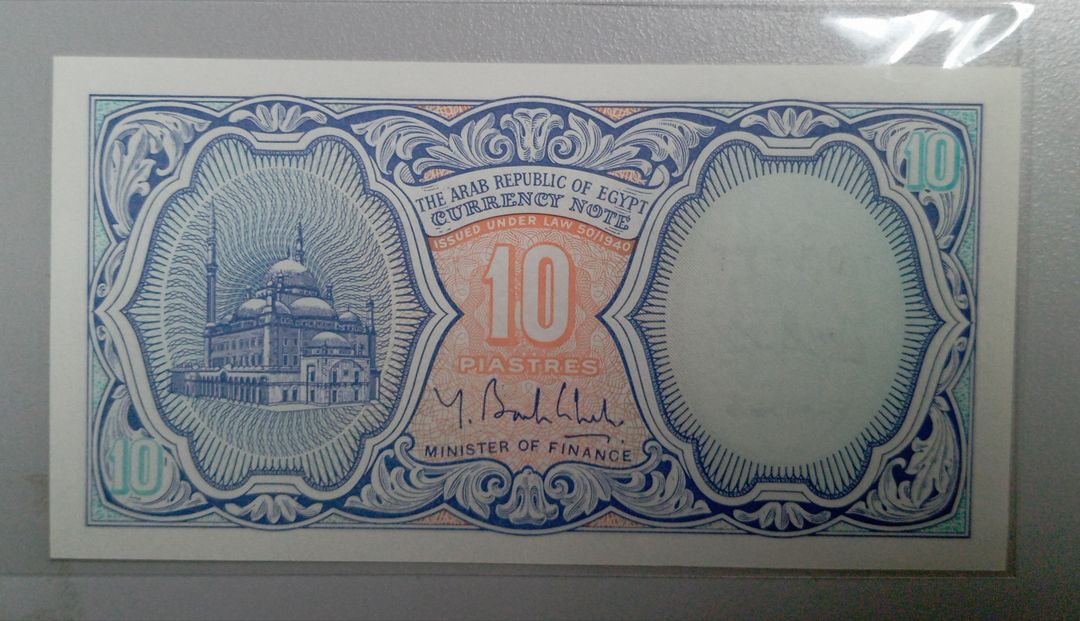 10
THE ARAB REPUBLIC OF EGYPT
CURRENCY NOTE
ISSUED UNDER LAW 50/1940
10
10
PIASTRES
MINISTER OF FINANCE
10